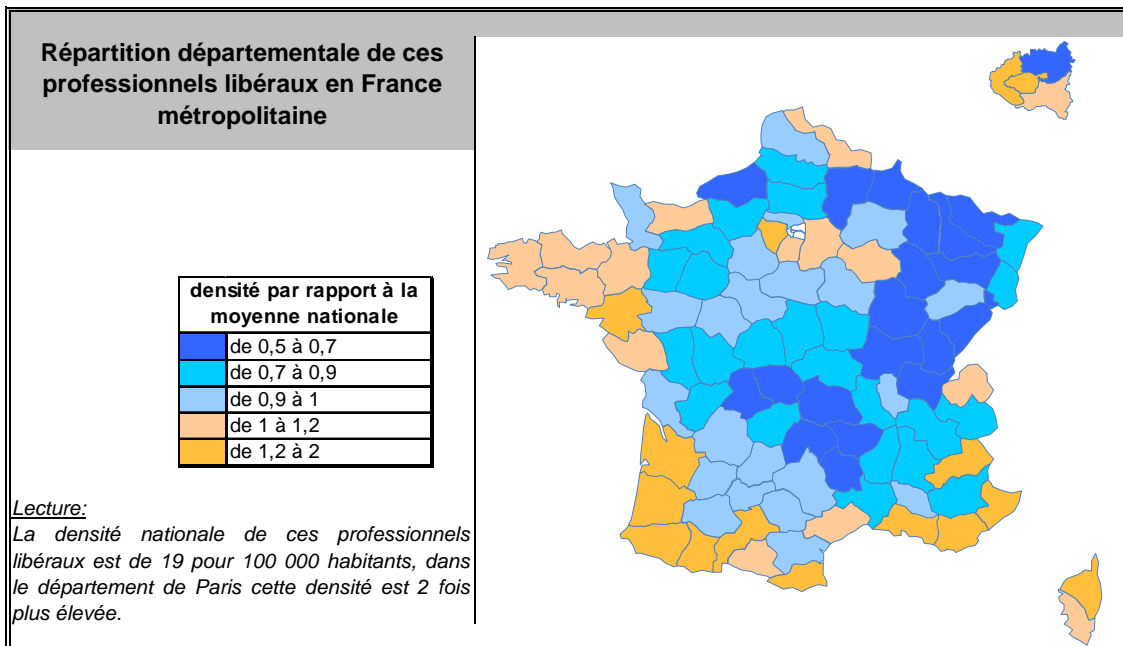 Répartition départementale de ces
professionnels libéraux en France
métropolitaine
densité par rapport à la
moyenne nationale
de 0,5 à 0,7
de 0,7 à 0,9
de 0,9 à 1
de 1 à 1,2
de 1,2 à 2
Lecture:
La densité nationale de ces professionnels
libéraux est de 19 pour 100 000 habitants, dans
le département de Paris cette densité est 2 fois
plus élevée.